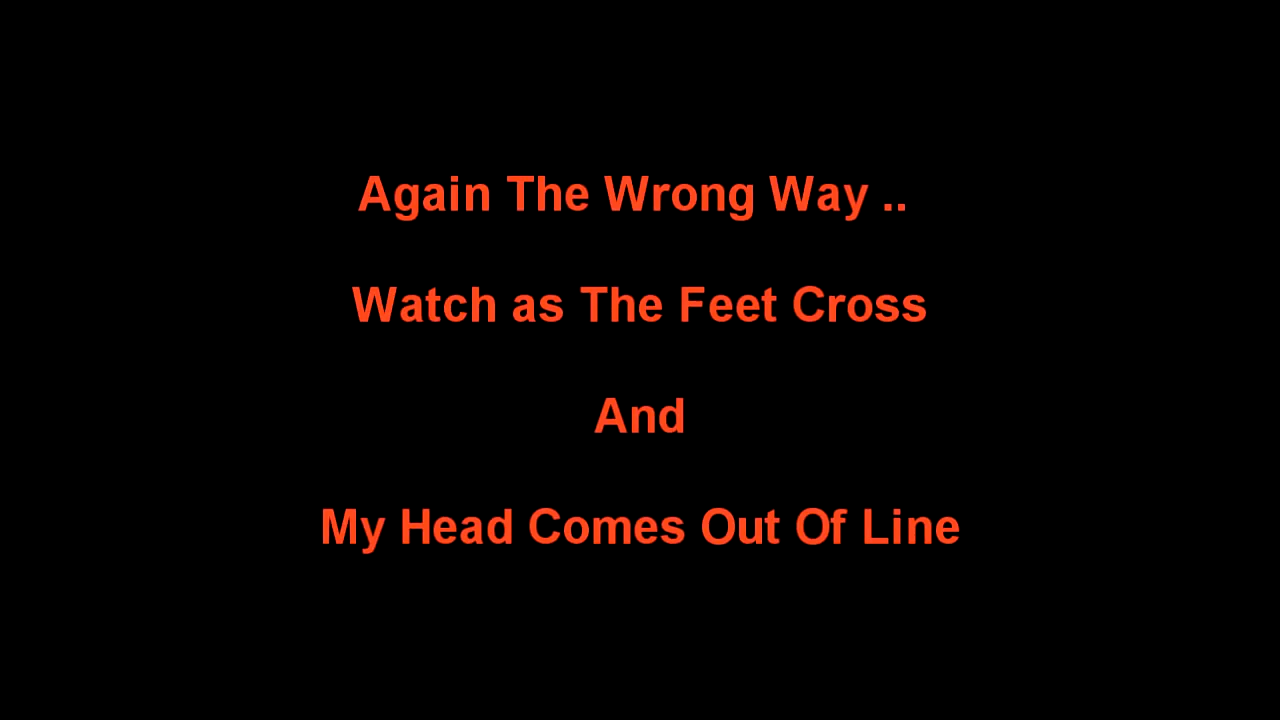 Again The Wrong Way ..
Watch as The Feet Cross
And
My Head Comes Out Of Line